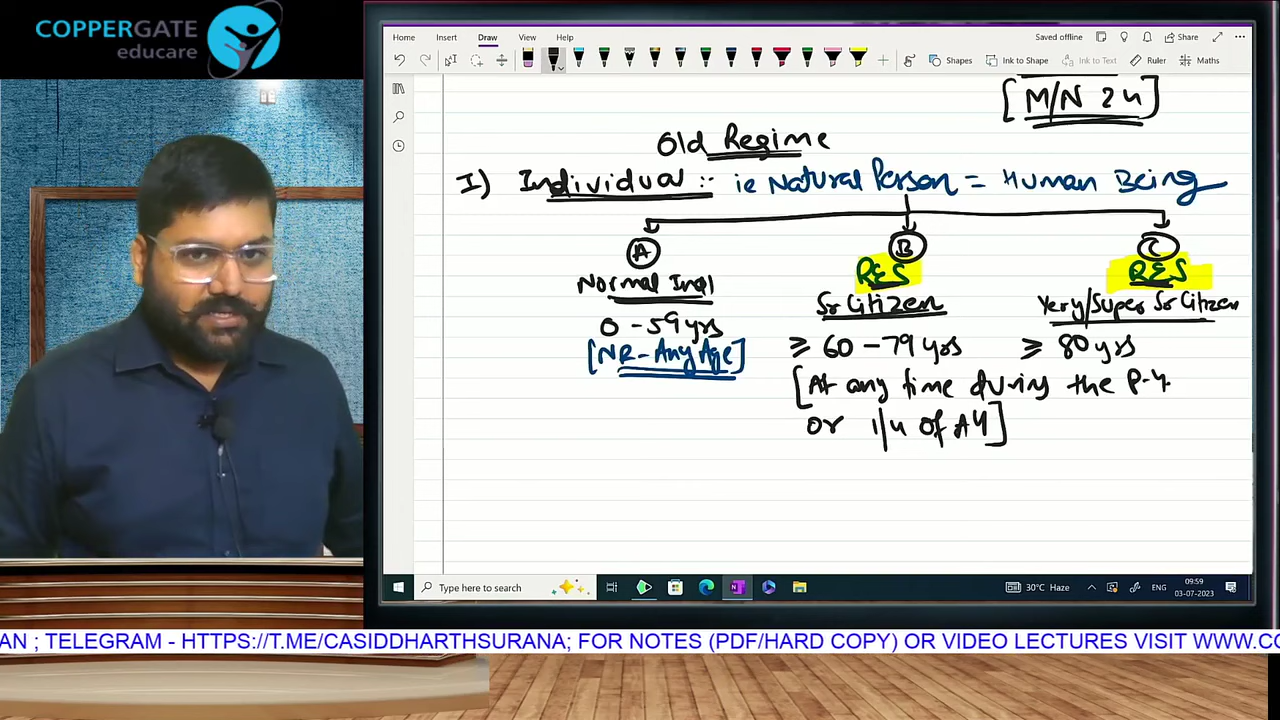 COPPERGATE
educare
Home Insert Draw View Help
Saved offline
Share
Shapes
Ink to Shape
Ink to Text
Ruler
Maths
[M/N 24]
Old Regime
I) Individual :- ie Natural Person = Human Being
A
B
C
RES
RES
Normal Indl
Sr Citizen
Very/Super Sr Citizen
0 - 59 yrs
≥ 60 - 79 yrs
≥ 80 yrs
[NR - Any Age]
[At any time during the P.Y.
or 1/4 of AY]
Type here to search
30°C Haze
ENG
09:59
03-07-2023
AN ; TELEGRAM - HTTPS://T.ME/CASIDDHARTHSURANA; FOR NOTES (PDF/HARD COPY) OR VIDEO LECTURES VISIT WWW.CO